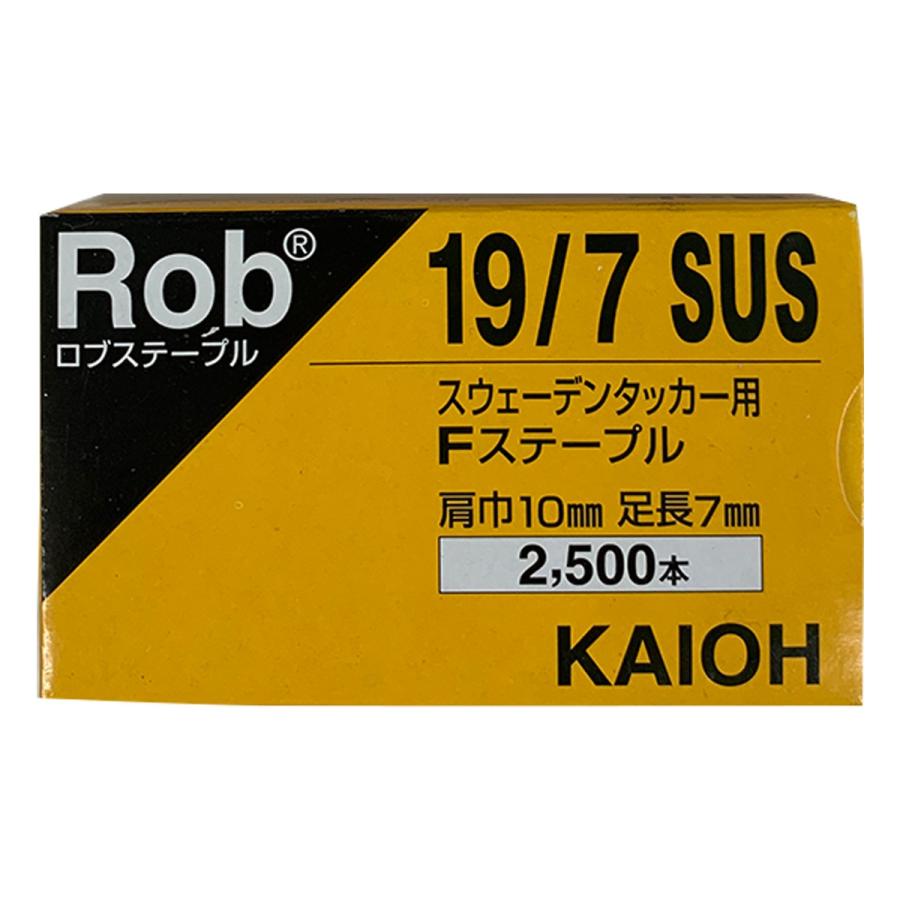 Rob®
ロブステープル
19/7 SUS
スウェーデンタッカー用
Fステープル
肩巾10㎜ 足長7㎜
2,500本
KAIOH